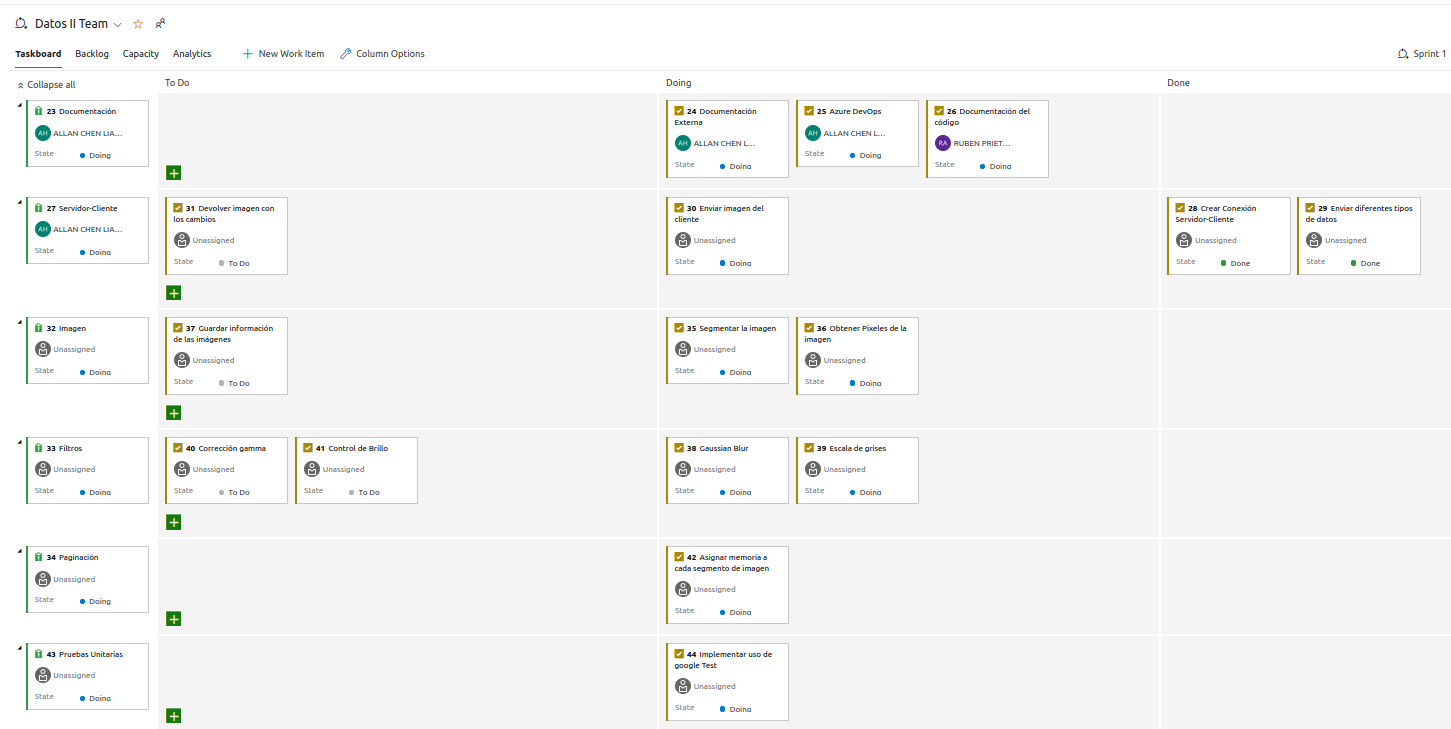 Datos II Team
Taskboard Backlog Capacity Analytics New Work Item Column Options Sprint 1
Collapse all To Do Doing Done
23 Documentación
AH ALLAN CHEN LIA...
State Doing
24 Documentación
Externa
AH ALLAN CHEN L...
State Doing
25 Azure DevOps
AH ALLAN CHEN L...
State Doing
26 Documentación del
código
RA RUBEN PRIET...
State Doing
27 Servidor-Cliente
AH ALLAN CHEN LIA...
State Doing
31 Devolver imagen con
los cambios
Unassigned
State To Do
30 Enviar imagen del
cliente
Unassigned
State Doing
28 Crear Conexión
Servidor-Cliente
Unassigned
State Done
29 Enviar diferentes tipos
de datos
Unassigned
State Done
32 Imagen
Unassigned
State Doing
37 Guardar información
de las imágenes
Unassigned
State To Do
35 Segmentar la imagen
Unassigned
State Doing
36 Obtener Pixeles de la
imagen
Unassigned
State Doing
33 Filtros
Unassigned
State Doing
40 Corrección gamma
Unassigned
State To Do
41 Control de Brillo
Unassigned
State To Do
38 Gaussian Blur
Unassigned
State Doing
39 Escala de grises
Unassigned
State Doing
34 Paginación
Unassigned
State Doing
42 Asignar memoria a
cada segmento de imagen
Unassigned
State Doing
43 Pruebas Unitarias
Unassigned
State Doing
44 Implementar uso de
google Test
Unassigned
State Doing